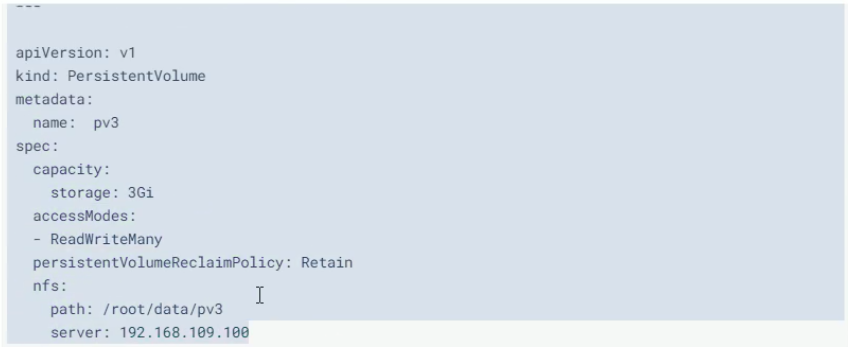 ---
apiVersion: v1
kind: PersistentVolume
metadata:
  name:  pv3
spec:
  capacity:
    storage: 3Gi
  accessModes:
  - ReadWriteMany
  persistentVolumeReclaimPolicy: Retain
  nfs:
    path: /root/data/pv3
    server: 192.168.109.100